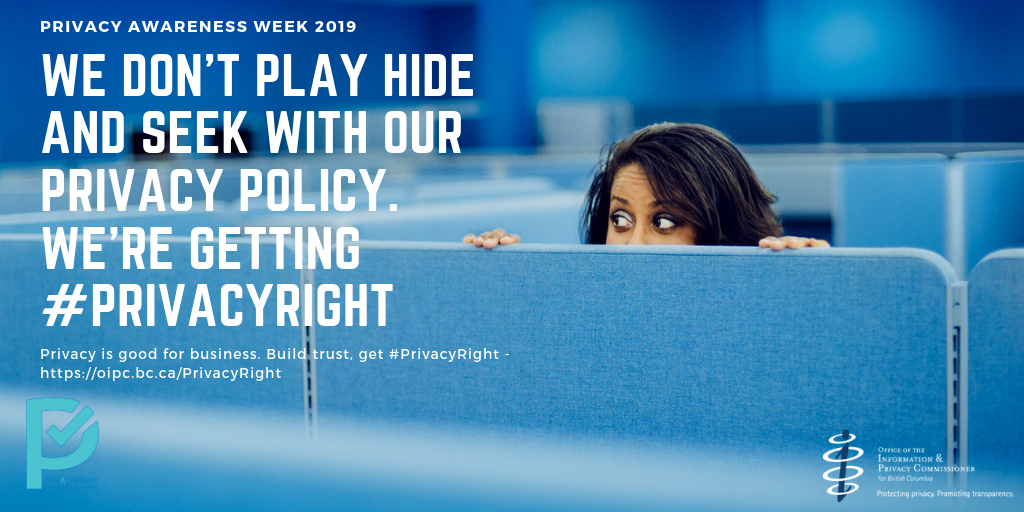 PRIVACY AWARENESS WEEK 2019
WE DON'T PLAY HIDE
AND SEEK WITH OUR
PRIVACY POLICY.
WE'RE GETTING
#PRIVACYRIGHT
Privacy is good for business. Build trust, get #PrivacyRight -
https://oipc.bc.ca/PrivacyRight
OFFICE OF THE
INFORMATION &
PRIVACY COMMISSIONER
for British Columbia
Protecting privacy. Promoting transparency.